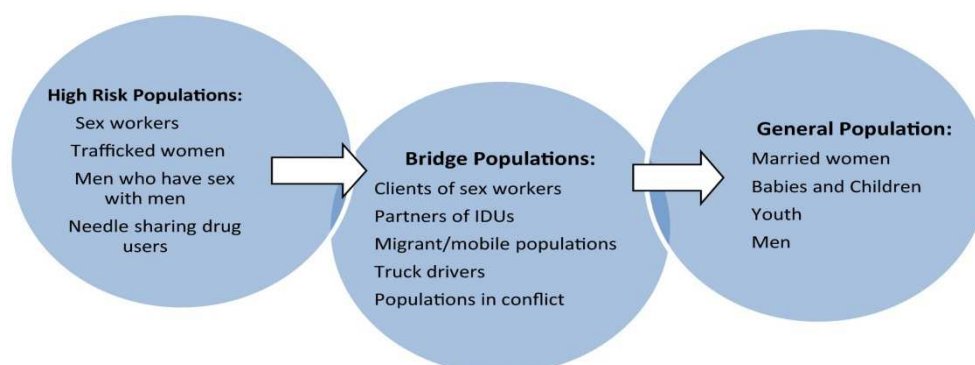 High Risk Populations:
Sex workers
Trafficked women
Men who have sex
with men
Needle sharing drug
users
Bridge Populations:
Clients of sex workers
Partners of IDUs
Migrant/mobile populations
Truck drivers
Populations in conflict
General Population:
Married women
Babies and Children
Youth
Men